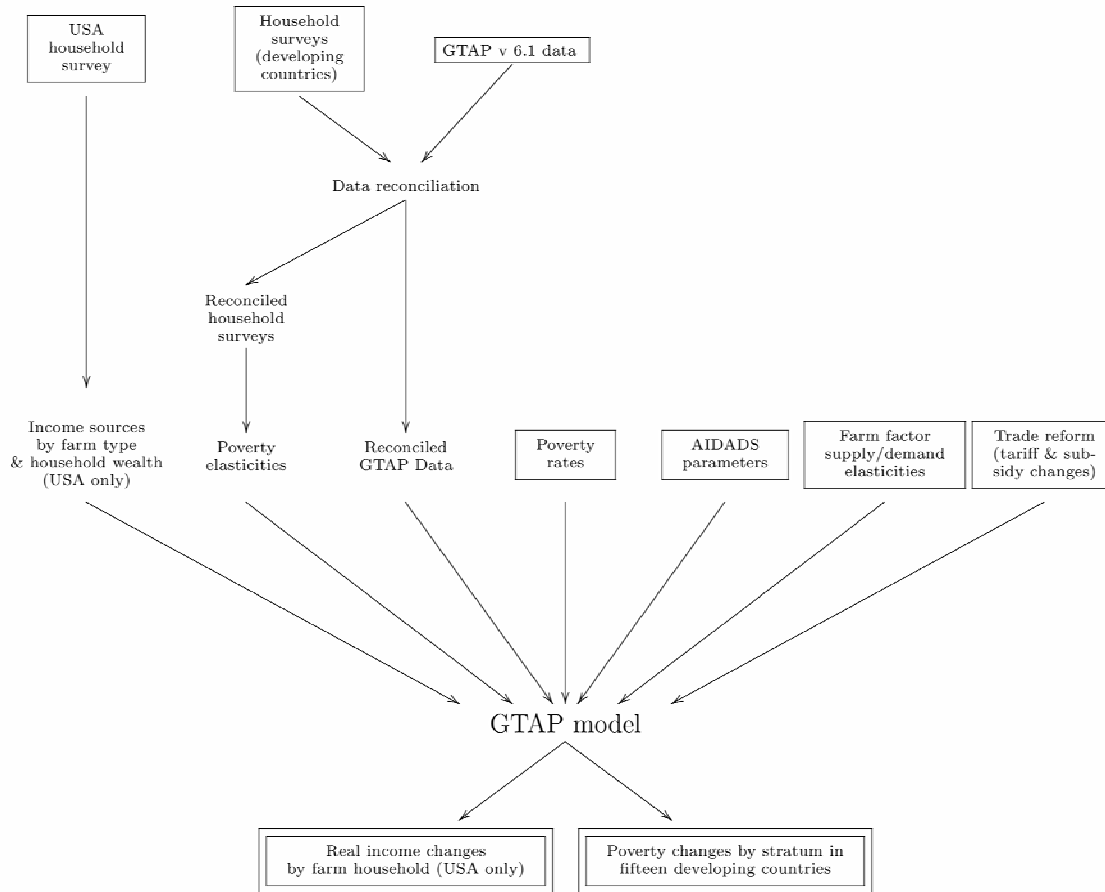 USA
household
survey
Household
surveys
(developing
countries)
GTAP v 6.1 data
Data reconciliation
Reconciled
household
surveys
Income sources
by farm type
& household wealth
(USA only)
Poverty
elasticities
Reconciled
GTAP Data
Poverty
rates
AIDADS
parameters
Farm factor
supply/demand
elasticities
Trade reform
(tariff & sub-
sidy changes)
GTAP model
Real income changes
by farm household (USA only)
Poverty changes by stratum in
fifteen developing countries